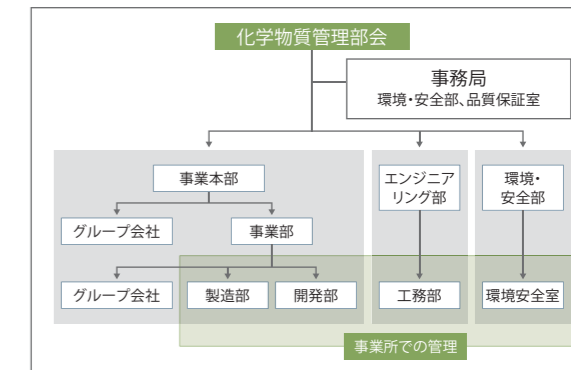 化学物質管理部会
事務局
環境・安全部、品質保証室
事業本部
エンジニア
リング部
環境・
安全部
グループ会社
事業部
グループ会社
製造部
開発部
工務部
環境安全室
事業所での管理